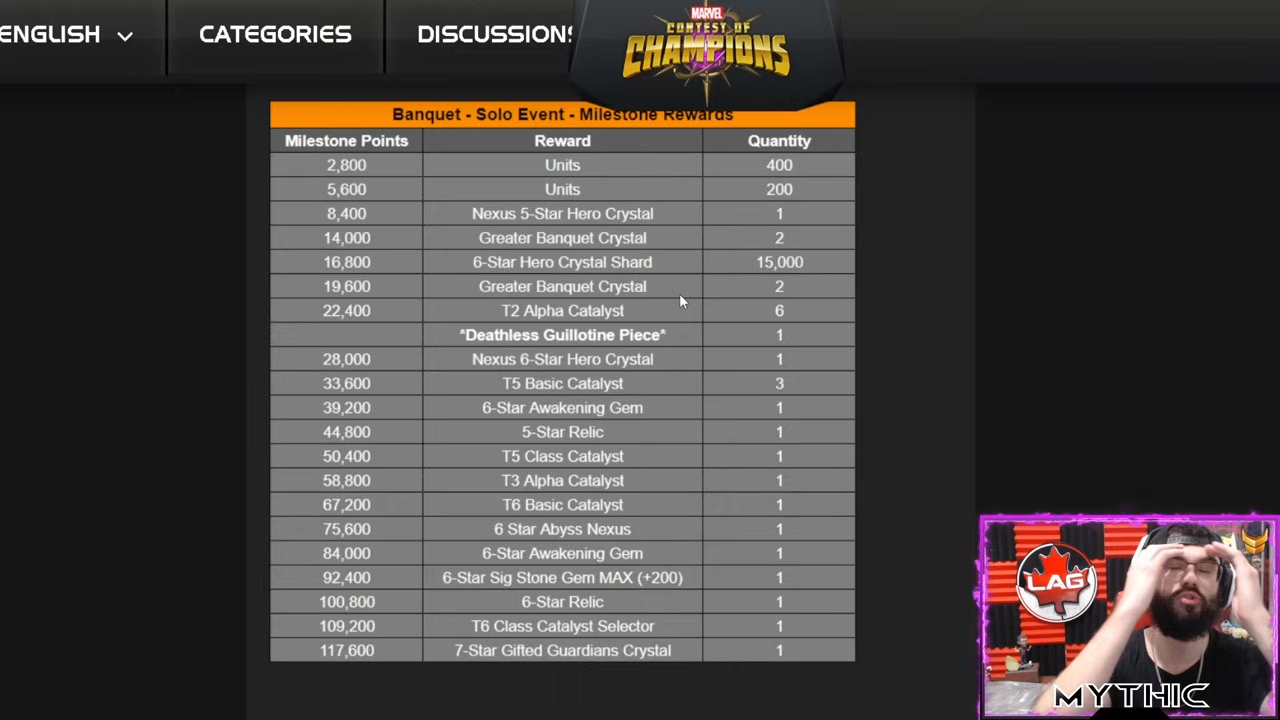 ENGLISH CATEGORIES DISCUSSIONS
MARVEL
CONTEST OF
CHAMPIONS
Banquet - Solo Event - Milestone Rewards
Milestone Points Reward Quantity
2,800 Units 400
5,600 Units 200
8,400 Nexus 5-Star Hero Crystal 1
14,000 Greater Banquet Crystal 2
16,800 6-Star Hero Crystal Shard 15,000
19,600 Greater Banquet Crystal 2
22,400 T2 Alpha Catalyst 6
*Deathless Guillotine Piece* 1
28,000 Nexus 6-Star Hero Crystal 1
33,600 T5 Basic Catalyst 3
39,200 6-Star Awakening Gem 1
44,800 5-Star Relic 1
50,400 T5 Class Catalyst 1
58,800 T3 Alpha Catalyst 1
67,200 T6 Basic Catalyst 1
75,600 6 Star Abyss Nexus 1
84,000 6-Star Awakening Gem 1
92,400 6-Star Sig Stone Gem MAX (+200) 1
100,800 6-Star Relic 1
109,200 T6 Class Catalyst Selector 1
117,600 7-Star Gifted Guardians Crystal 1
LAG
MYTHIC